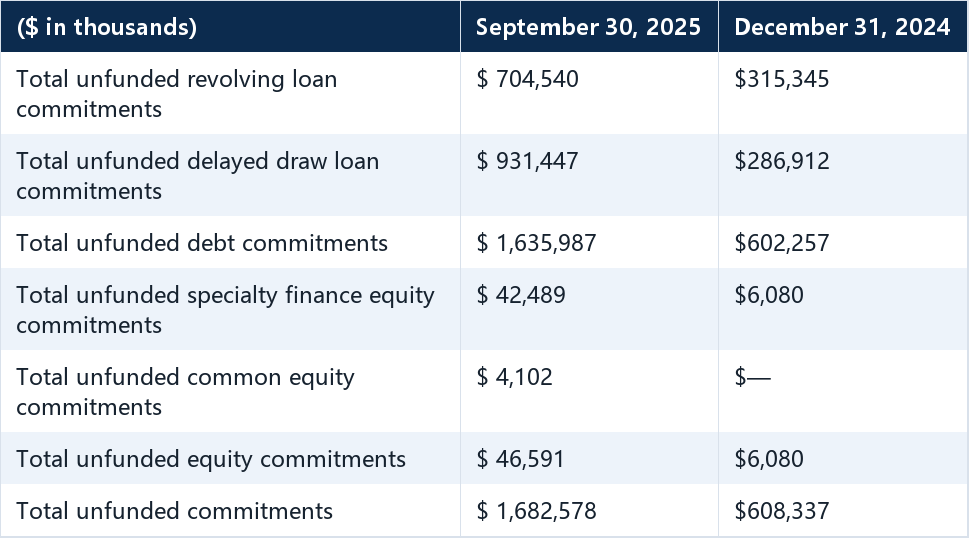 ($ in thousands) September 30, 2025 December 31, 2024
Total unfunded revolving loan $ 704,540 $315,345
commitments
Total unfunded delayed draw loan $ 931,447 $286,912
commitments
Total unfunded debt commitments $ 1,635,987 $602,257
Total unfunded specialty finance equity $ 42,489 $6,080
commitments
Total unfunded common equity $ 4,102 $—
commitments
Total unfunded equity commitments $ 46,591 $6,080
Total unfunded commitments $ 1,682,578 $608,337